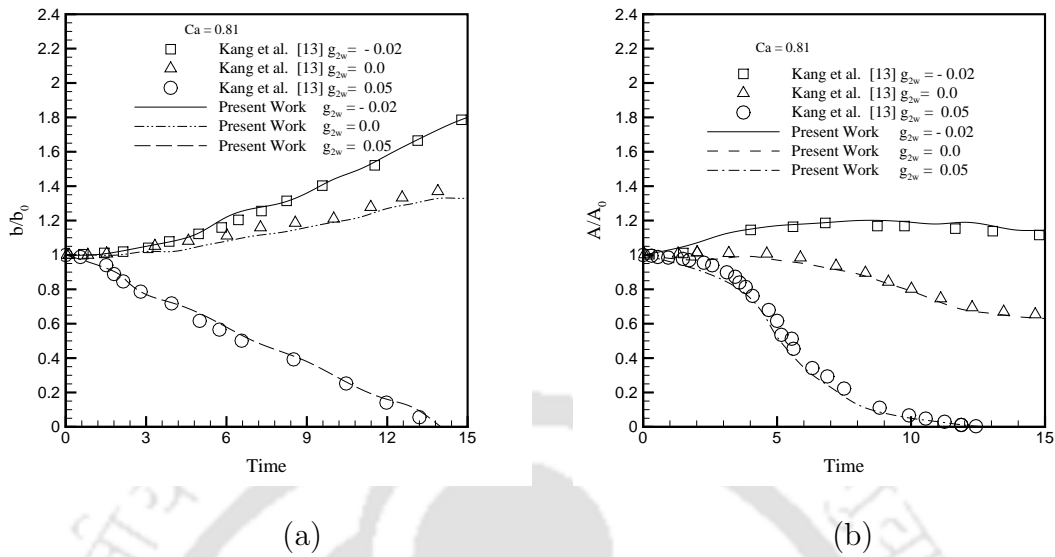 Ca = 0.81
Kang et al. [13] g2w = - 0.02
Kang et al. [13] g2w = 0.0
Kang et al. [13] g2w = 0.05
Present Work g2w = - 0.02
Present Work g2w = 0.0
Present Work g2w = 0.05
2.4
2.2
2
1.8
1.6
1.4
1.2
1
0.8
0.6
0.4
0.2
0
b/b0
0 3 6 9 12 15
Time
(a)
Ca = 0.81
Kang et al. [13] g2w = - 0.02
Kang et al. [13] g2w = 0.0
Kang et al. [13] g2w = 0.05
Present Work g2w = - 0.02
Present Work g2w = 0.0
Present Work g2w = 0.05
2.4
2.2
2
1.8
1.6
1.4
1.2
1
0.8
0.6
0.4
0.2
0
A/A0
0 5 10 15
Time
(b)